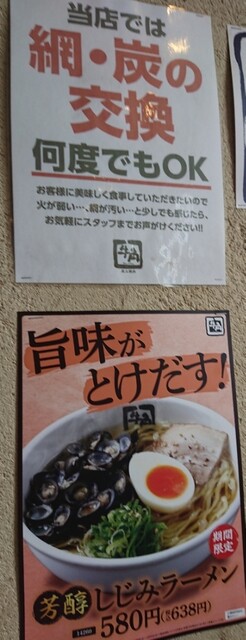 当店では
網・炭の
交換
何度でもOK
お客様に美味しく食事していただきたいので
火が弱い…、網が汚い…と少しでも感じたら、
お気軽にスタッフまでお声がけください!!
牛角
牛角
旨味が
とけだす!
牛角
期間
限定
芳醇 しじみラーメン
580円(税込638円)